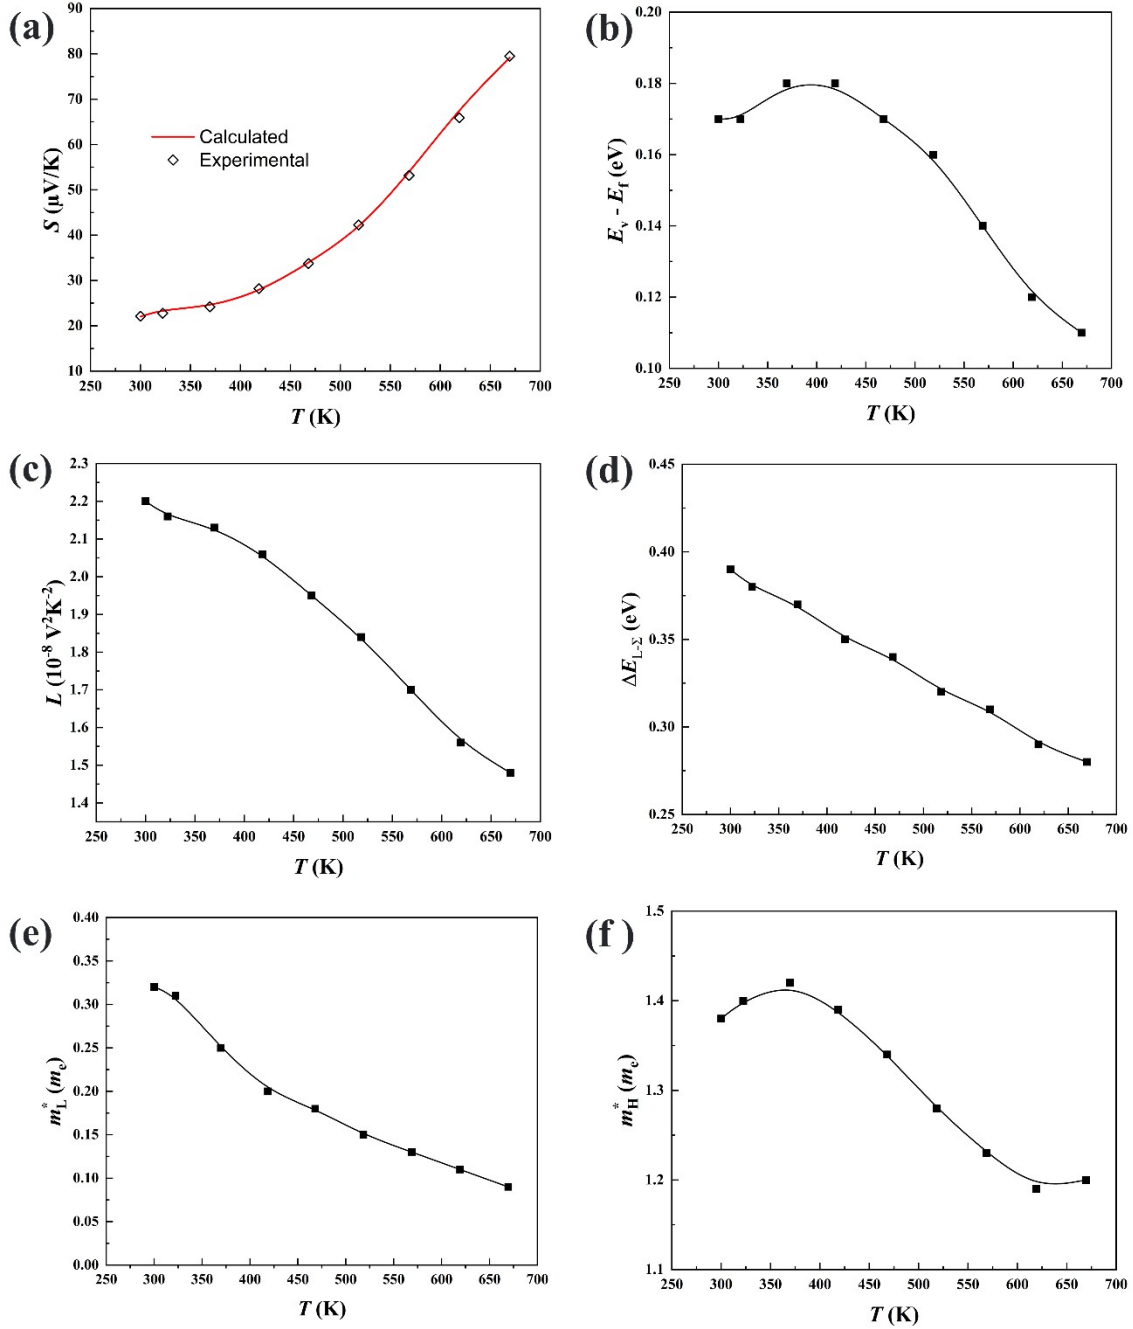 (a)
90
80
70
60
50
40
30
20
10
S (μV/K)
Calculated
Experimental
250 300 350 400 450 500 550 600 650 700
T (K)
(b)
0.20
0.18
0.16
0.14
0.12
0.10
E_v - E_f (eV)
250 300 350 400 450 500 550 600 650 700
T (K)
(c)
2.3
2.2
2.1
2.0
1.9
1.8
1.7
1.6
1.5
1.4
L (10⁻⁸ V²K⁻²)
250 300 350 400 450 500 550 600 650 700
T (K)
(d)
0.45
0.40
0.35
0.30
0.25
ΔE_L-Σ (eV)
250 300 350 400 450 500 550 600 650 700
T (K)
(e)
0.40
0.35
0.30
0.25
0.20
0.15
0.10
0.05
0.00
m*_L (m_e)
250 300 350 400 450 500 550 600 650 700
T (K)
(f )
1.5
1.4
1.3
1.2
1.1
m*_H (m_e)
250 300 350 400 450 500 550 600 650 700
T (K)